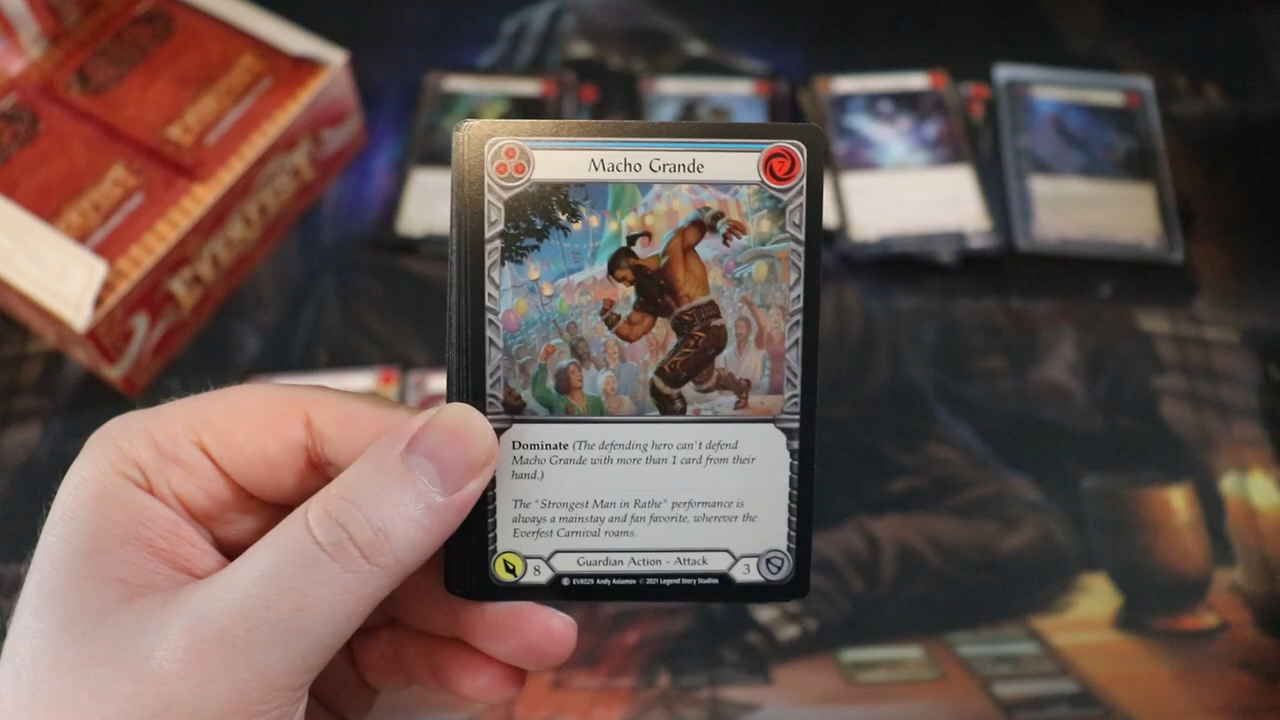 Macho Grande
7
Dominate (The defending hero can't defend
Macho Grande with more than 1 card from their
hand.)
The "Strongest Man in Rathe" performance is
always a mainstay and fan favorite, wherever the
Everfest Carnival roams.
8
Guardian Action - Attack
3
C EVR029 Andy Aslamov © 2021 Legend Story Studios
EVERFEST